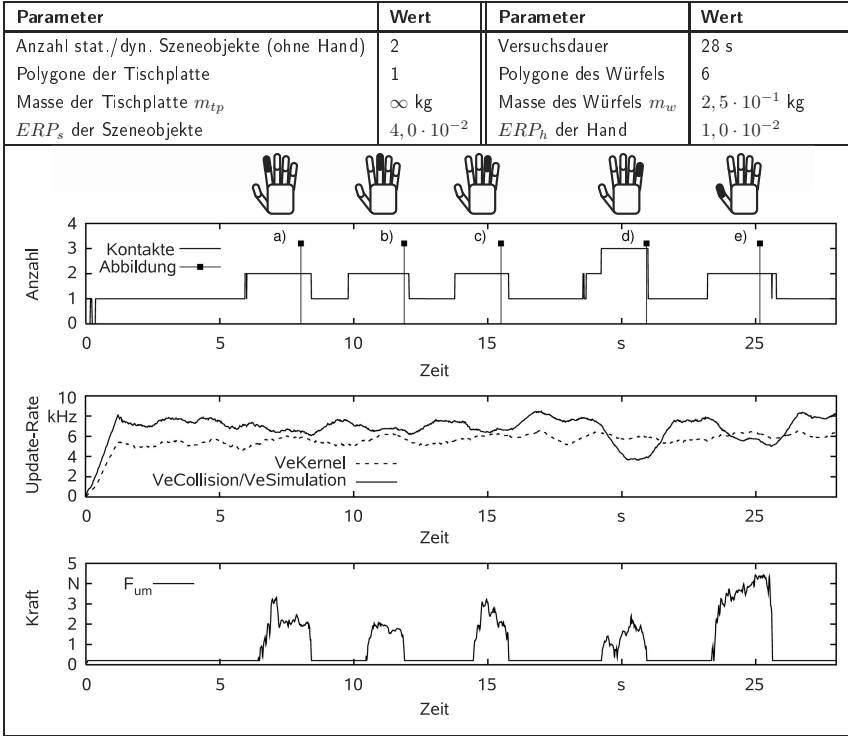 Parameter Wert Parameter Wert
Anzahl stat./dyn. Szeneobjekte (ohne Hand) 2 Versuchsdauer 28 s
Polygone der Tischplatte 1 Polygone des Würfels 6
Masse der Tischplatte m_tp ∞ kg Masse des Würfels m_w 2,5·10⁻¹ kg
ERP_s der Szeneobjekte 4,0·10⁻² ERP_h der Hand 1,0·10⁻²
a) b) c) d) e)
Anzahl
4
3
2
1
0
Kontakte
Abbildung
0 5 10 15 s 25
Zeit
Update-Rate
10
kHz
6
4
2
0
VeKernel
VeCollision/VeSimulation
0 5 10 15 s 25
Zeit
Kraft
5
N
3
2
1
0
F_um
0 5 10 15 s 25
Zeit